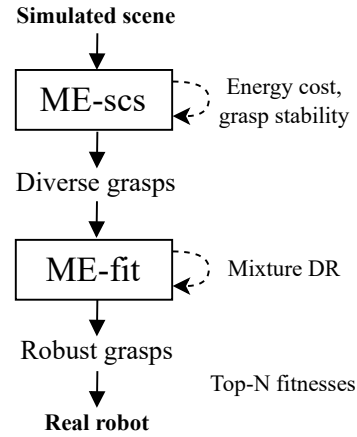 Simulated scene
ME-scs
Energy cost,
grasp stability
Diverse grasps
ME-fit
Mixture DR
Robust grasps
Top-N fitnesses
Real robot